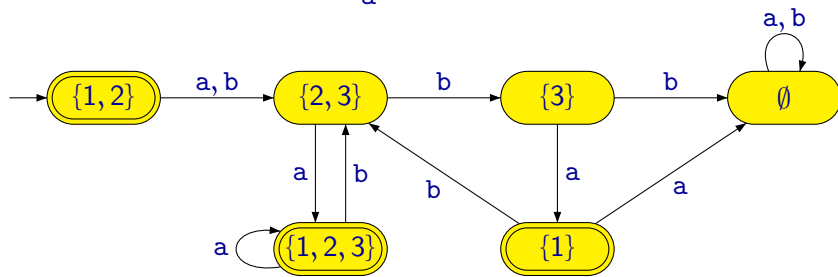 a
a, b
{1, 2}
a, b
{2, 3}
b
{3}
b
∅
a
b
b
a
a
a
{1, 2, 3}
{1}